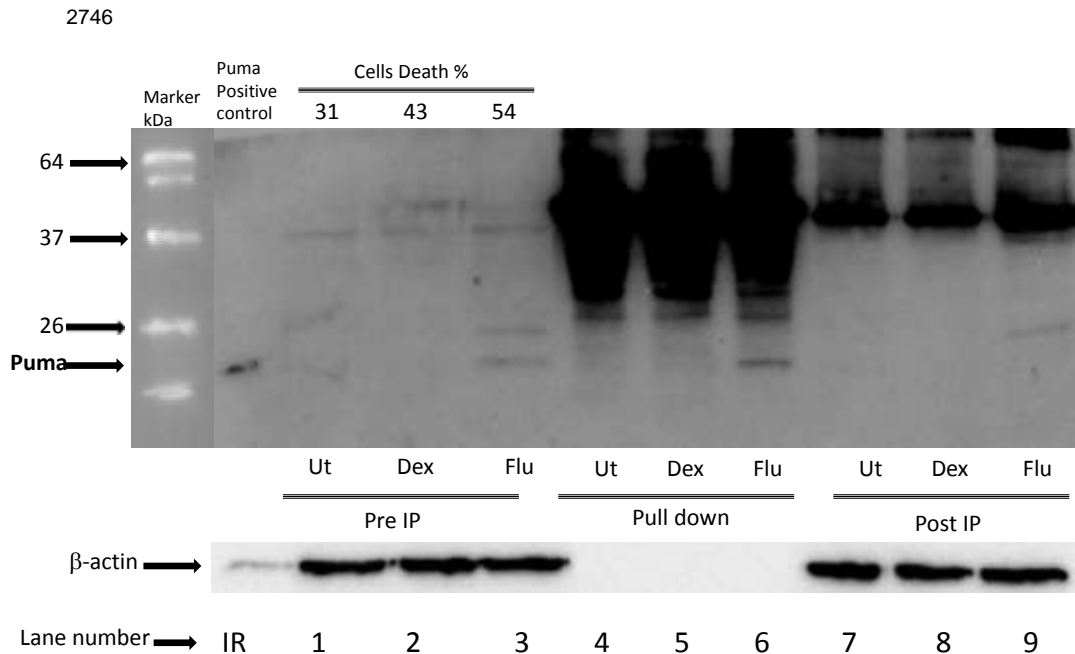 2746
Puma Positive control
Cells Death %
Marker kDa
31 43 54
64
37
26
Puma
Ut Dex Flu Ut Dex Flu Ut Dex Flu
Pre IP Pull down Post IP
β-actin
Lane number IR 1 2 3 4 5 6 7 8 9